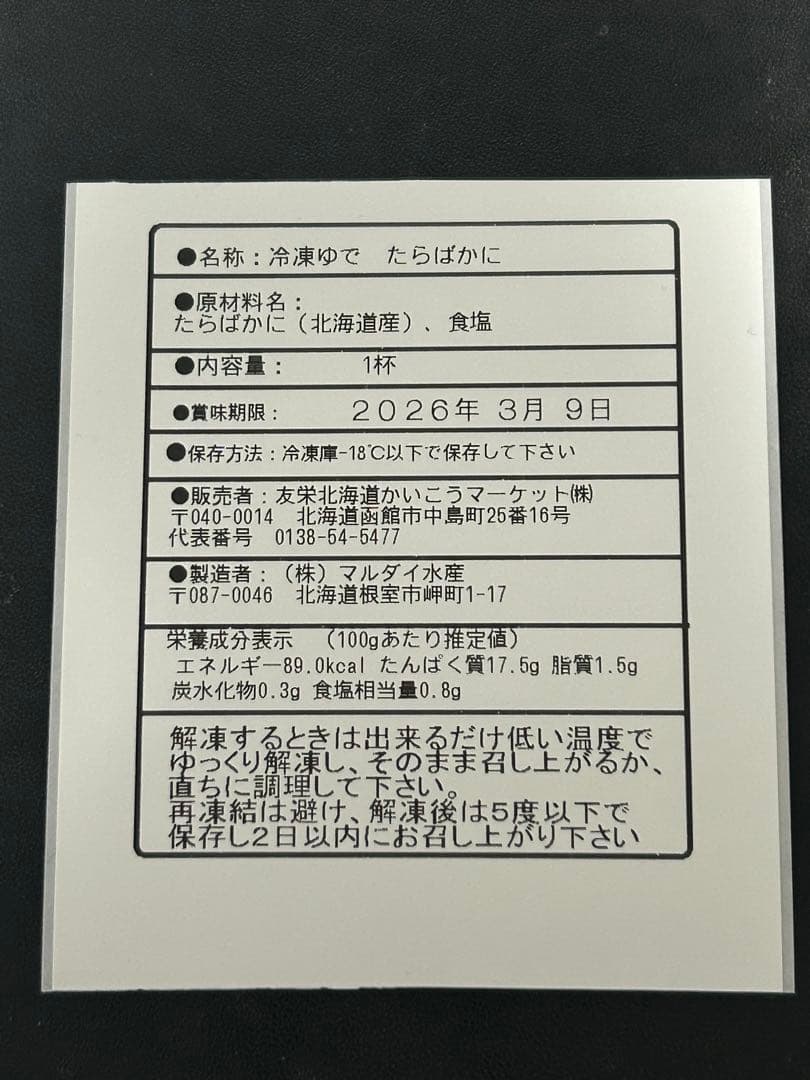 ●名称：冷凍ゆで　たらばかに
●原材料名：
たらばかに（北海道産）、食塩
●内容量：　　　1杯
●賞味期限：　　２０２６年 ３月 ９日
●保存方法：冷凍庫-18℃以下で保存して下さい
●販売者：友栄北海道かいこうマーケット㈱
〒040-0014　北海道函館市中島町25番16号
代表番号　0138-54-5477
●製造者：（株）マルダイ水産
〒087-0046　北海道根室市岬町1-17
栄養成分表示　（100gあたり推定値）
エネルギー89.0kcal たんぱく質17.5g 脂質1.5g
炭水化物0.3g 食塩相当量0.8g
解凍するときは出来るだけ低い温度で
ゆっくり解凍し、そのまま召し上がるか、
直ちに調理して下さい。
再凍結は避け、解凍後は５度以下で
保存し２日以内にお召し上がり下さい